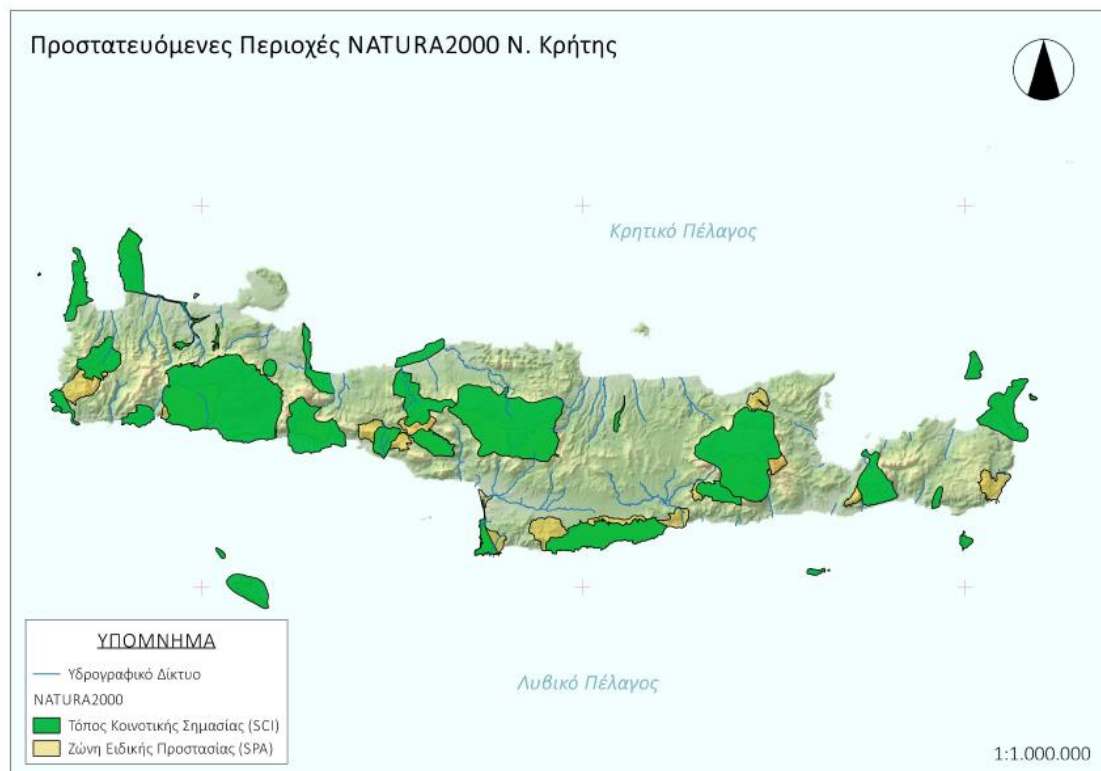 Προστατευόμενες Περιοχές NATURA2000 Ν. Κρήτης
Κρητικό Πέλαγος
Λυβικό Πέλαγος
ΥΠΟΜΝΗΜΑ
Υδρογραφικό Δίκτυο
NATURA2000
Τόπος Κοινοτικής Σημασίας (SCI)
Ζώνη Ειδικής Προστασίας (SPA)
1:1.000.000